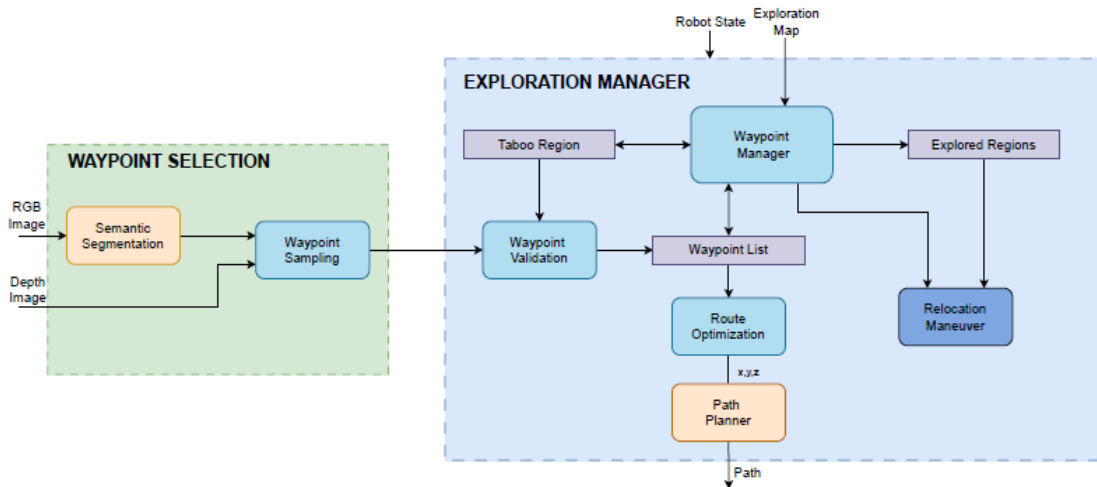 Robot State
Exploration
Map
EXPLORATION MANAGER
Taboo Region
Waypoint
Manager
Explored Regions
WAYPOINT SELECTION
RGB
Image
Semantic
Segmentation
Waypoint
Sampling
Waypoint
Validation
Waypoint List
Depth
Image
Route
Optimization
Relocation
Maneuver
x,y,z
Path
Planner
Path